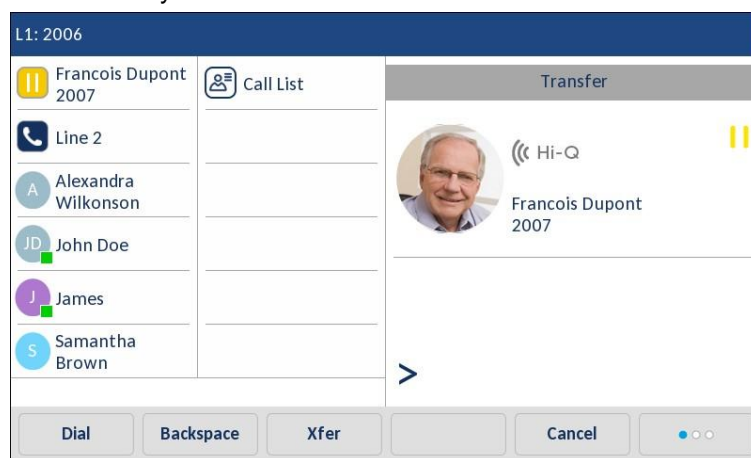 L1: 2006
Francois Dupont
2007
Line 2
A
Alexandra
Wilkonson
JD
John Doe
J
James
S
Samantha
Brown
Call List
Transfer
Hi-Q
Francois Dupont
2007
>
Dial
Backspace
Xfer
Cancel